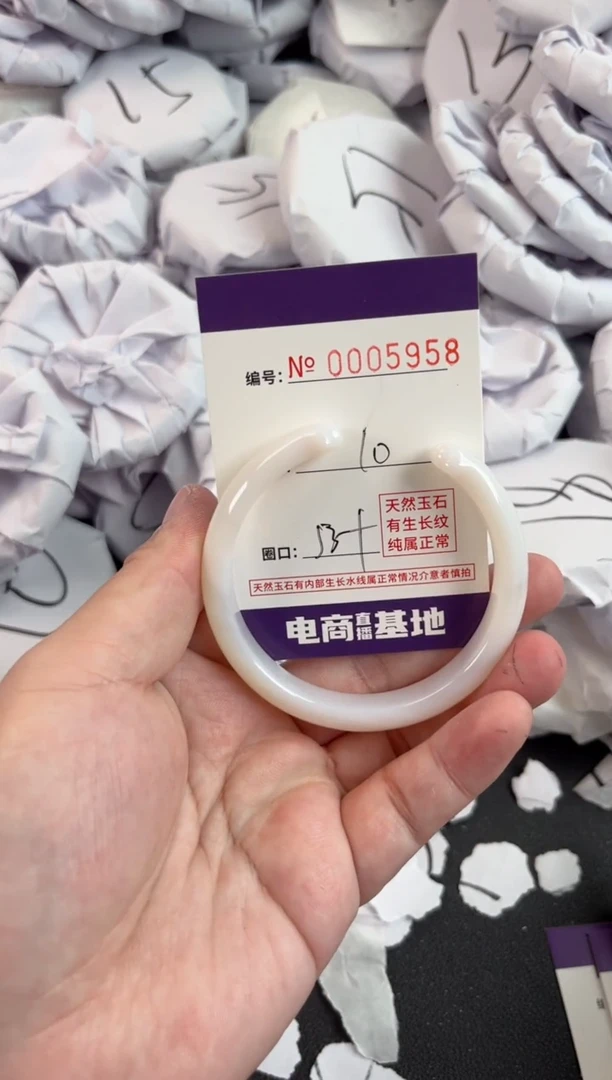 15
编号: № 0005958
10
天然玉石
有生长纹
纯属正常
圈口:
天然玉石有内部生长水线属正常情况介意者慎拍
电商直播基地